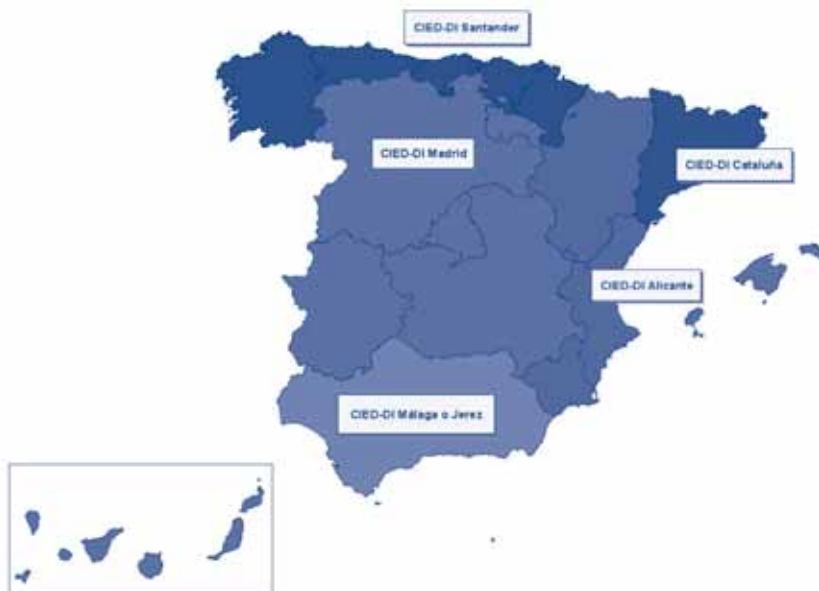 CIED-DI Santander
CIED-DI Madrid
CIED-DI Cataluña
CIED-DI Alicante
CIED-DI Málaga o Jerez